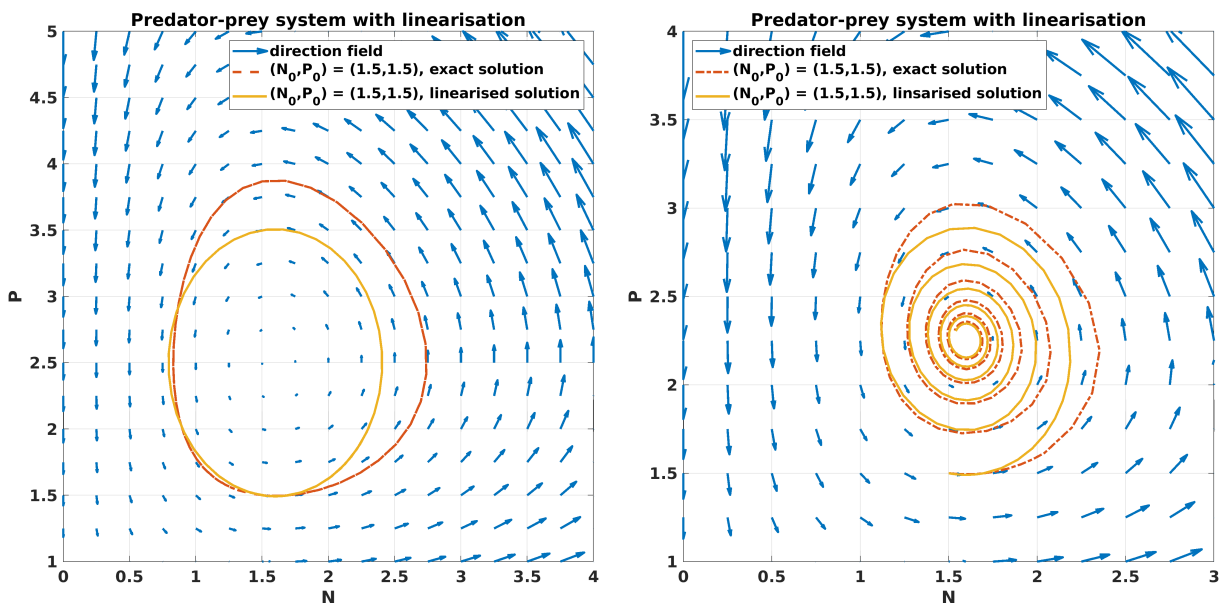 Predator-prey system with linearisation
direction field
(N0,P0) = (1.5,1.5), exact solution
(N0,P0) = (1.5,1.5), linearised solution
5
4.5
4
3.5
3
2.5
2
1.5
1
P
0 0.5 1 1.5 2 2.5 3 3.5 4
N
Predator-prey system with linearisation
direction field
(N0,P0) = (1.5,1.5), exact solution
(N0,P0) = (1.5,1.5), linsarised solution
4
3.5
3
2.5
2
1.5
1
P
0 0.5 1 1.5 2 2.5 3
N